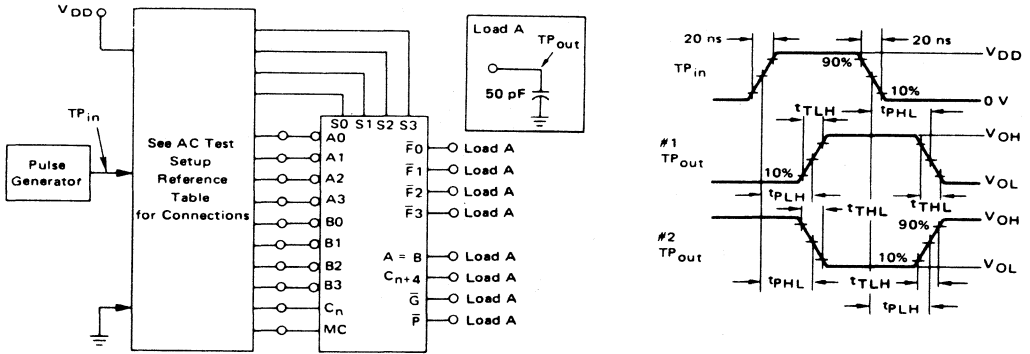 VDD
TPin
Pulse
Generator
See AC Test
Setup
Reference
Table
for Connections
S0 S1 S2 S3
A0
A1
A2
A3
B0
B1
B2
B3
Cn
MC
F̅0
F̅1
F̅2
F̅3
A = B
Cn+4
G̅
P̅
Load A
Load A
Load A
Load A
Load A
Load A
Load A
Load A
Load A
TPout
50 pF
20 ns
20 ns
TPin
90%
10%
VDD
0 V
tTLH
tPHL
#1
TPout
10%
VOH
VOL
tPLH
tTHL
tTHL
#2
TPout
90%
10%
VOH
VOL
tPHL
tTLH
tPLH